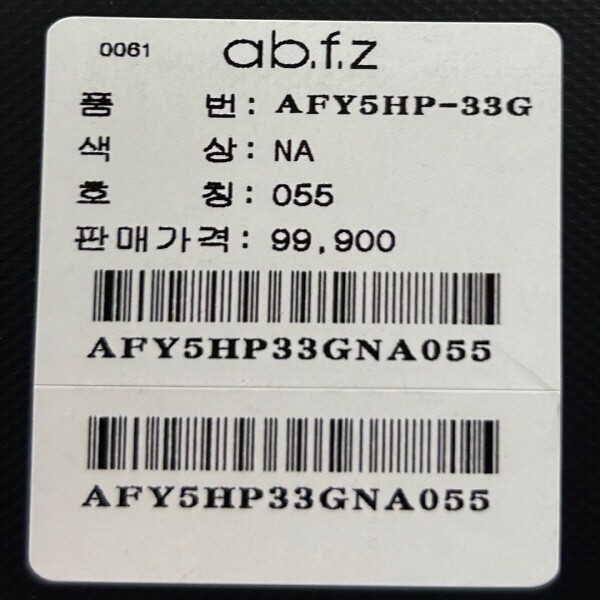 0061 ab.f.z
품 번: AFY5HP-33G
색 상: NA
호 칭: 055
판매가격: 99,900
AFY5HP33GNA055
AFY5HP33GNA055